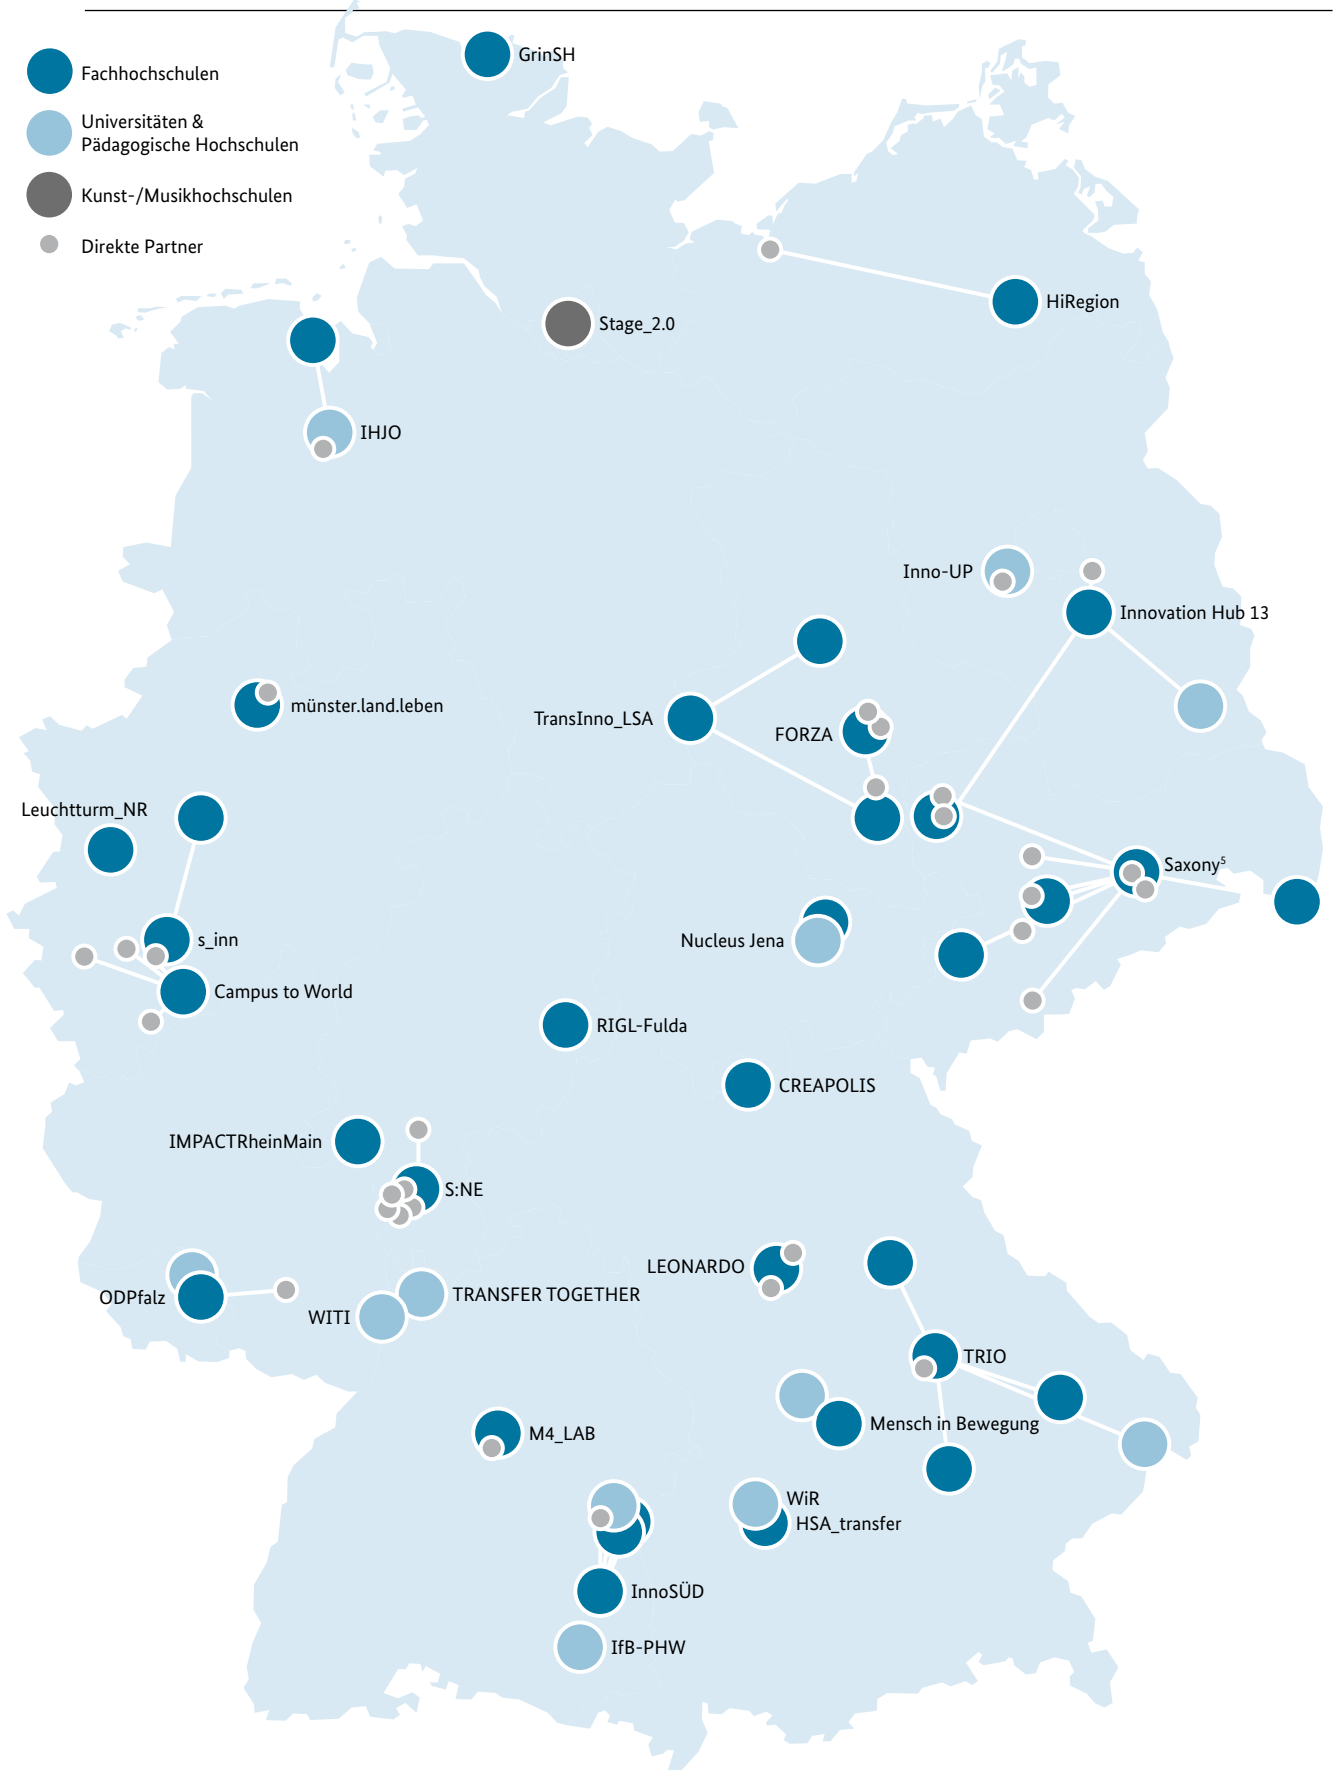 GrinSH
Fachhochschulen
Universitäten &
Pädagogische Hochschulen
Kunst-/Musikhochschulen
Direkte Partner
HiRegion
Stage_2.0
IHJO
Inno-UP
Innovation Hub 13
münster.land.leben
TransInno_LSA
FORZA
Leuchtturm_NR
Saxony⁵
s_inn
Nucleus Jena
Campus to World
RIGL-Fulda
CREAPOLIS
IMPACTRheinMain
S:NE
LEONARDO
ODPfalz
TRANSFER TOGETHER
WITI
TRIO
Mensch in Bewegung
M4_LAB
WiR
HSA_transfer
InnoSÜD
IfB-PHW